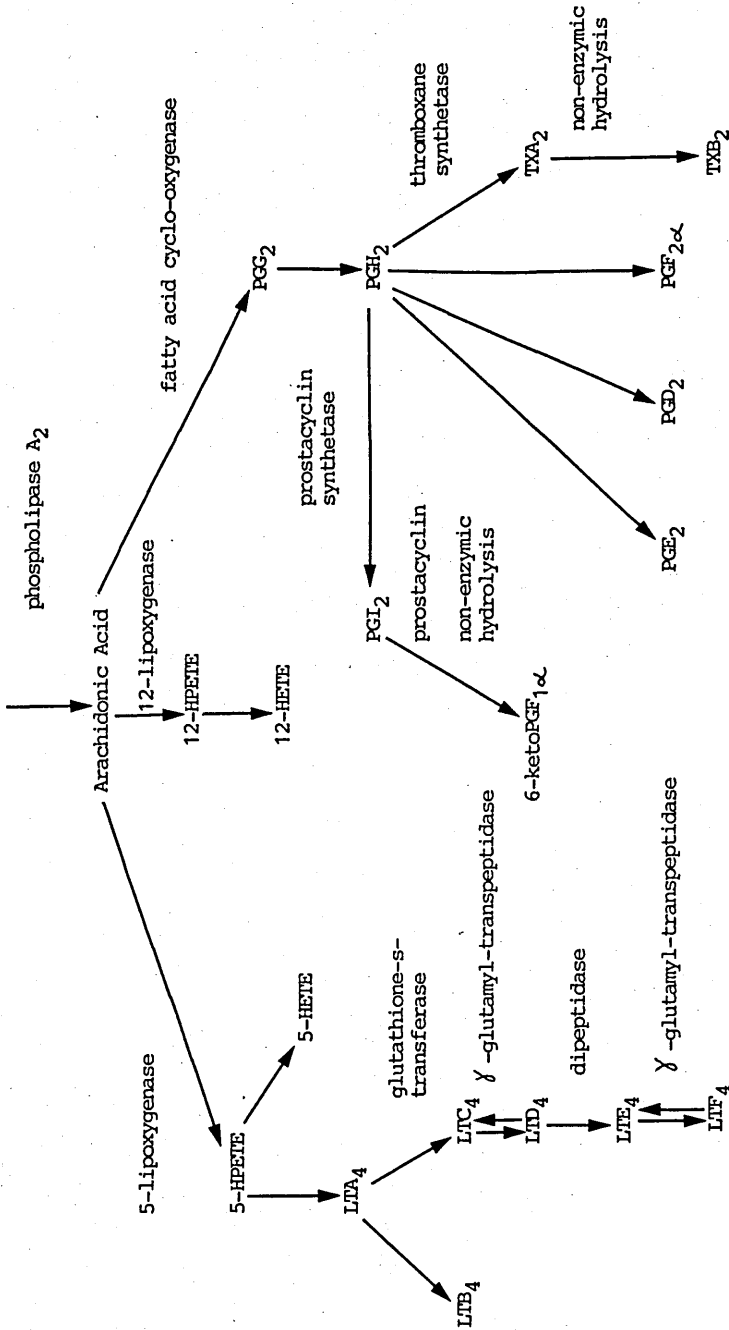 phospholipase A2
Arachidonic Acid
5-lipoxygenase
12-lipoxygenase
fatty acid cyclo-oxygenase
5-HPETE
12-HPETE
PGG2
5-HETE
12-HETE
LTA4
prostacyclin
synthetase
PGI2
PGH2
thromboxane
synthetase
glutathione-s-
transferase
prostacyclin
LTB4
LTC4
γ-glutamyl-transpeptidase
non-enzymic
hydrolysis
LTD4
6-ketoPGF1α
TXA2
dipeptidase
non-enzymic
hydrolysis
LTE4
γ-glutamyl-transpeptidase
LTF4
PGE2
PGD2
PGF2α
TXB2